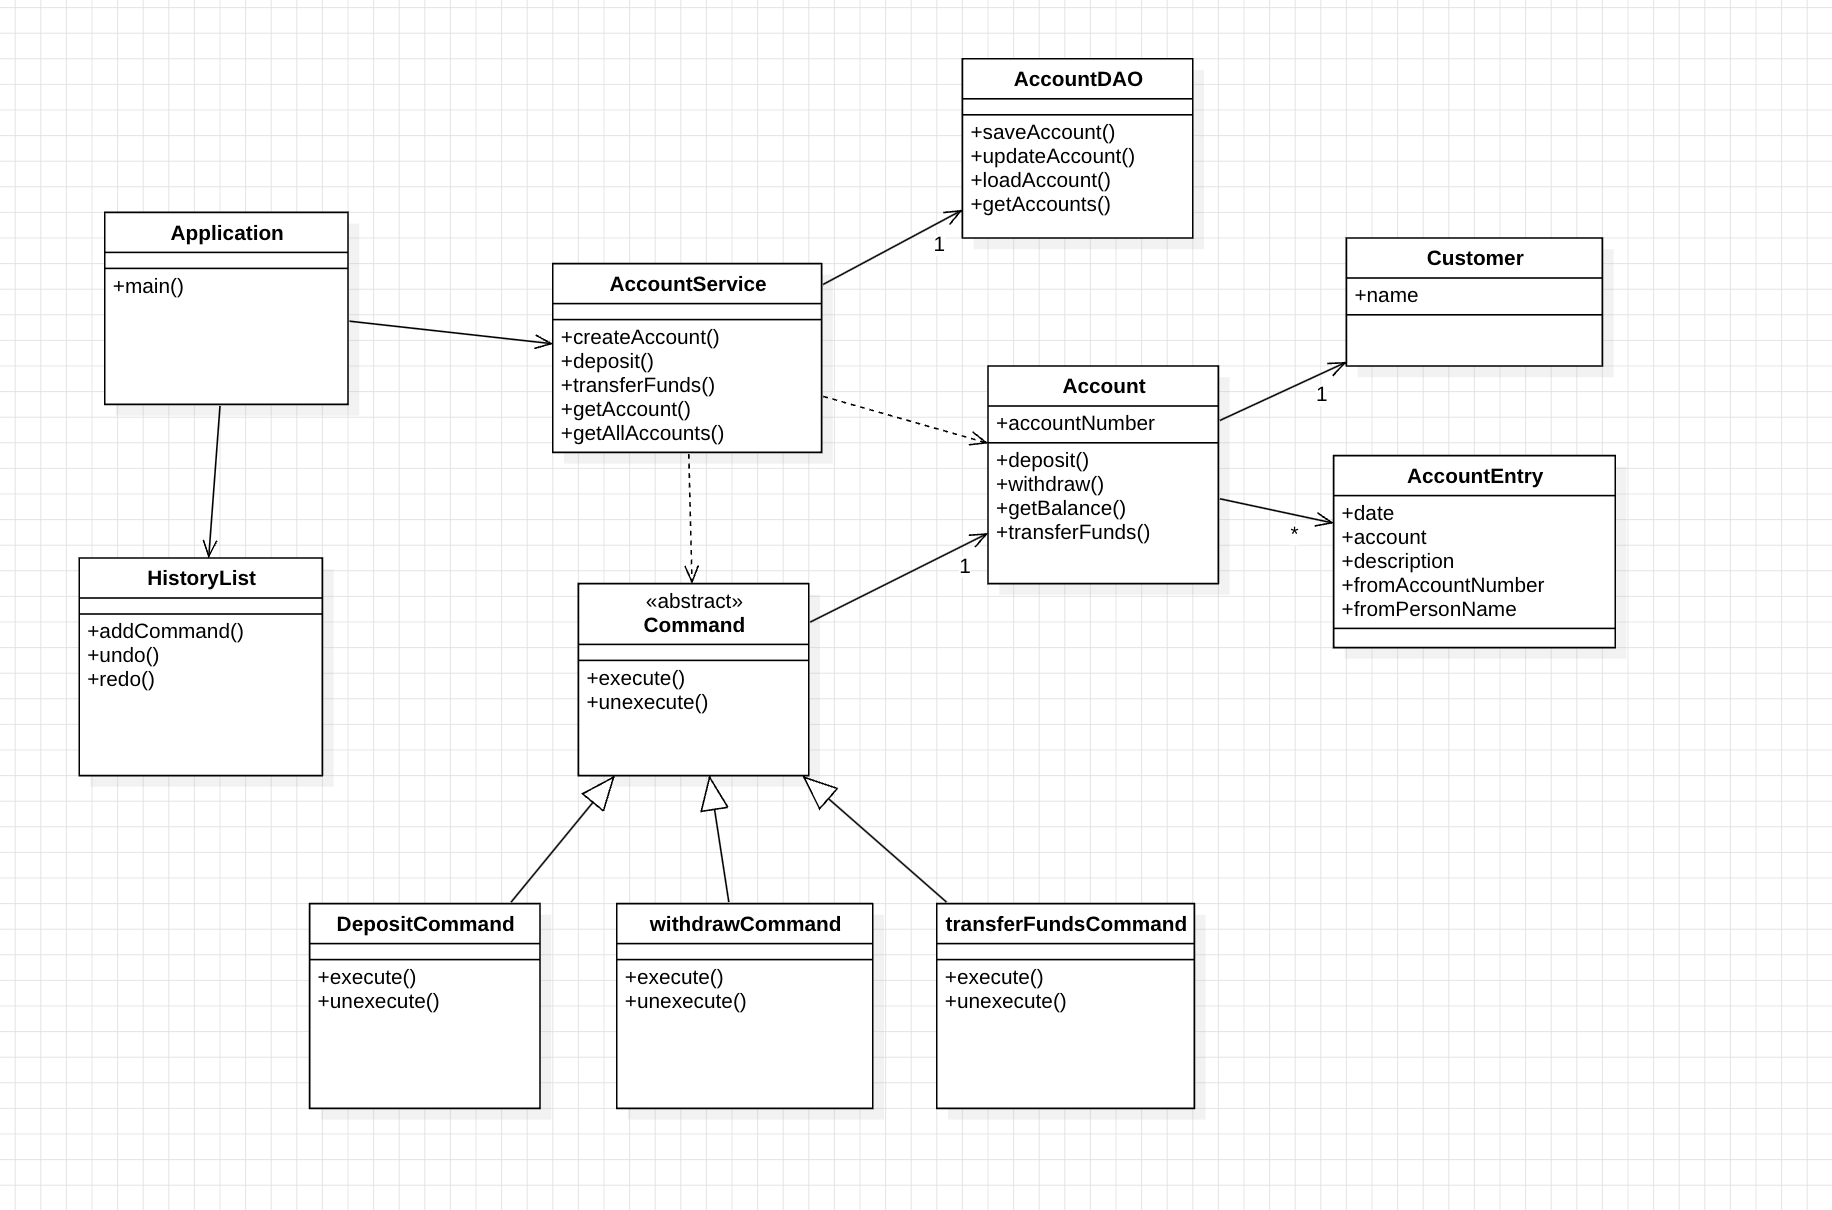 AccountDAO
+saveAccount()
+updateAccount()
+loadAccount()
+getAccounts()
Application
+main()
AccountService
+createAccount()
+deposit()
+transferFunds()
+getAccount()
+getAllAccounts()
1
Customer
+name
Account
+accountNumber
+deposit()
+withdraw()
+getBalance()
+transferFunds()
1
AccountEntry
+date
+account
+description
+fromAccountNumber
+fromPersonName
*
1
HistoryList
+addCommand()
+undo()
+redo()
«abstract»
Command
+execute()
+unexecute()
DepositCommand
+execute()
+unexecute()
withdrawCommand
+execute()
+unexecute()
transferFundsCommand
+execute()
+unexecute()